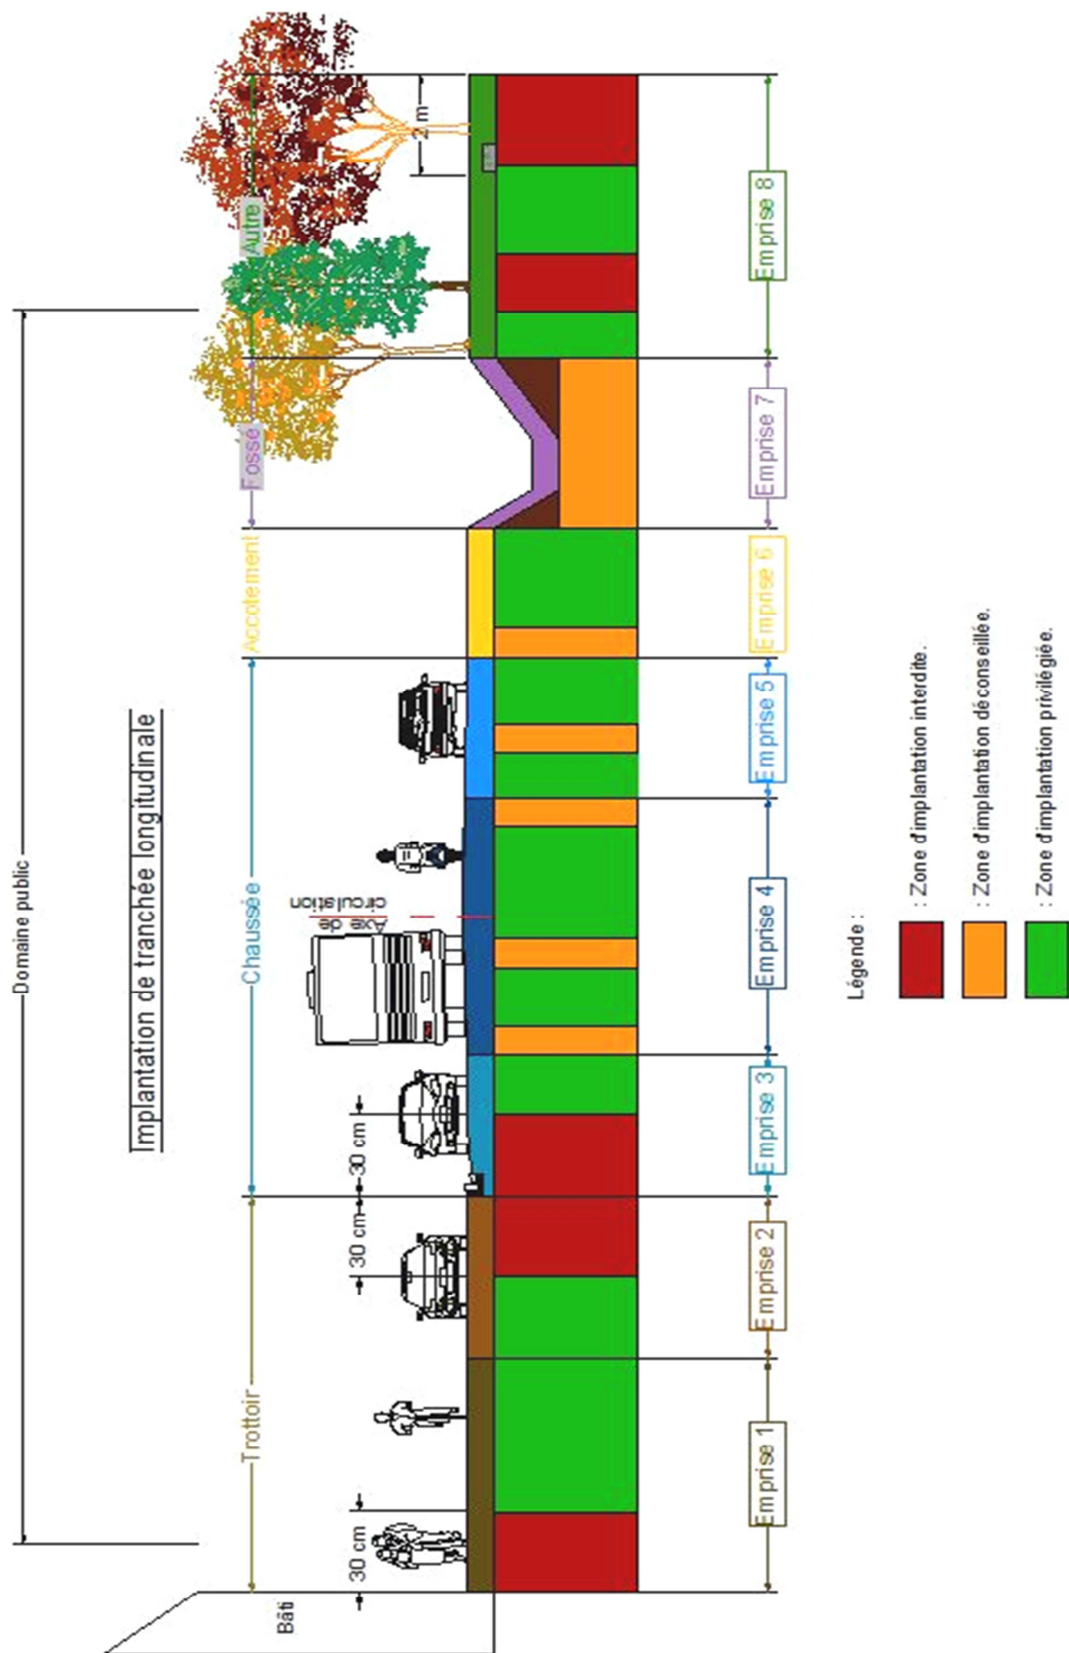 Domaine public
Implantation de tranchée longitudinale
Bâti
Trottoir
Chaussée
Accotement
Fossé
Autre
30 cm
30 cm
30 cm
Axe de
circulation
2 m
Emprise 1
Emprise 2
Emprise 3
Emprise 4
Emprise 5
Emprise 6
Emprise 7
Emprise 8
Légende :
: Zone d'implantation interdite.
: Zone d'implantation déconseillée.
: Zone d'implantation privilégiée.